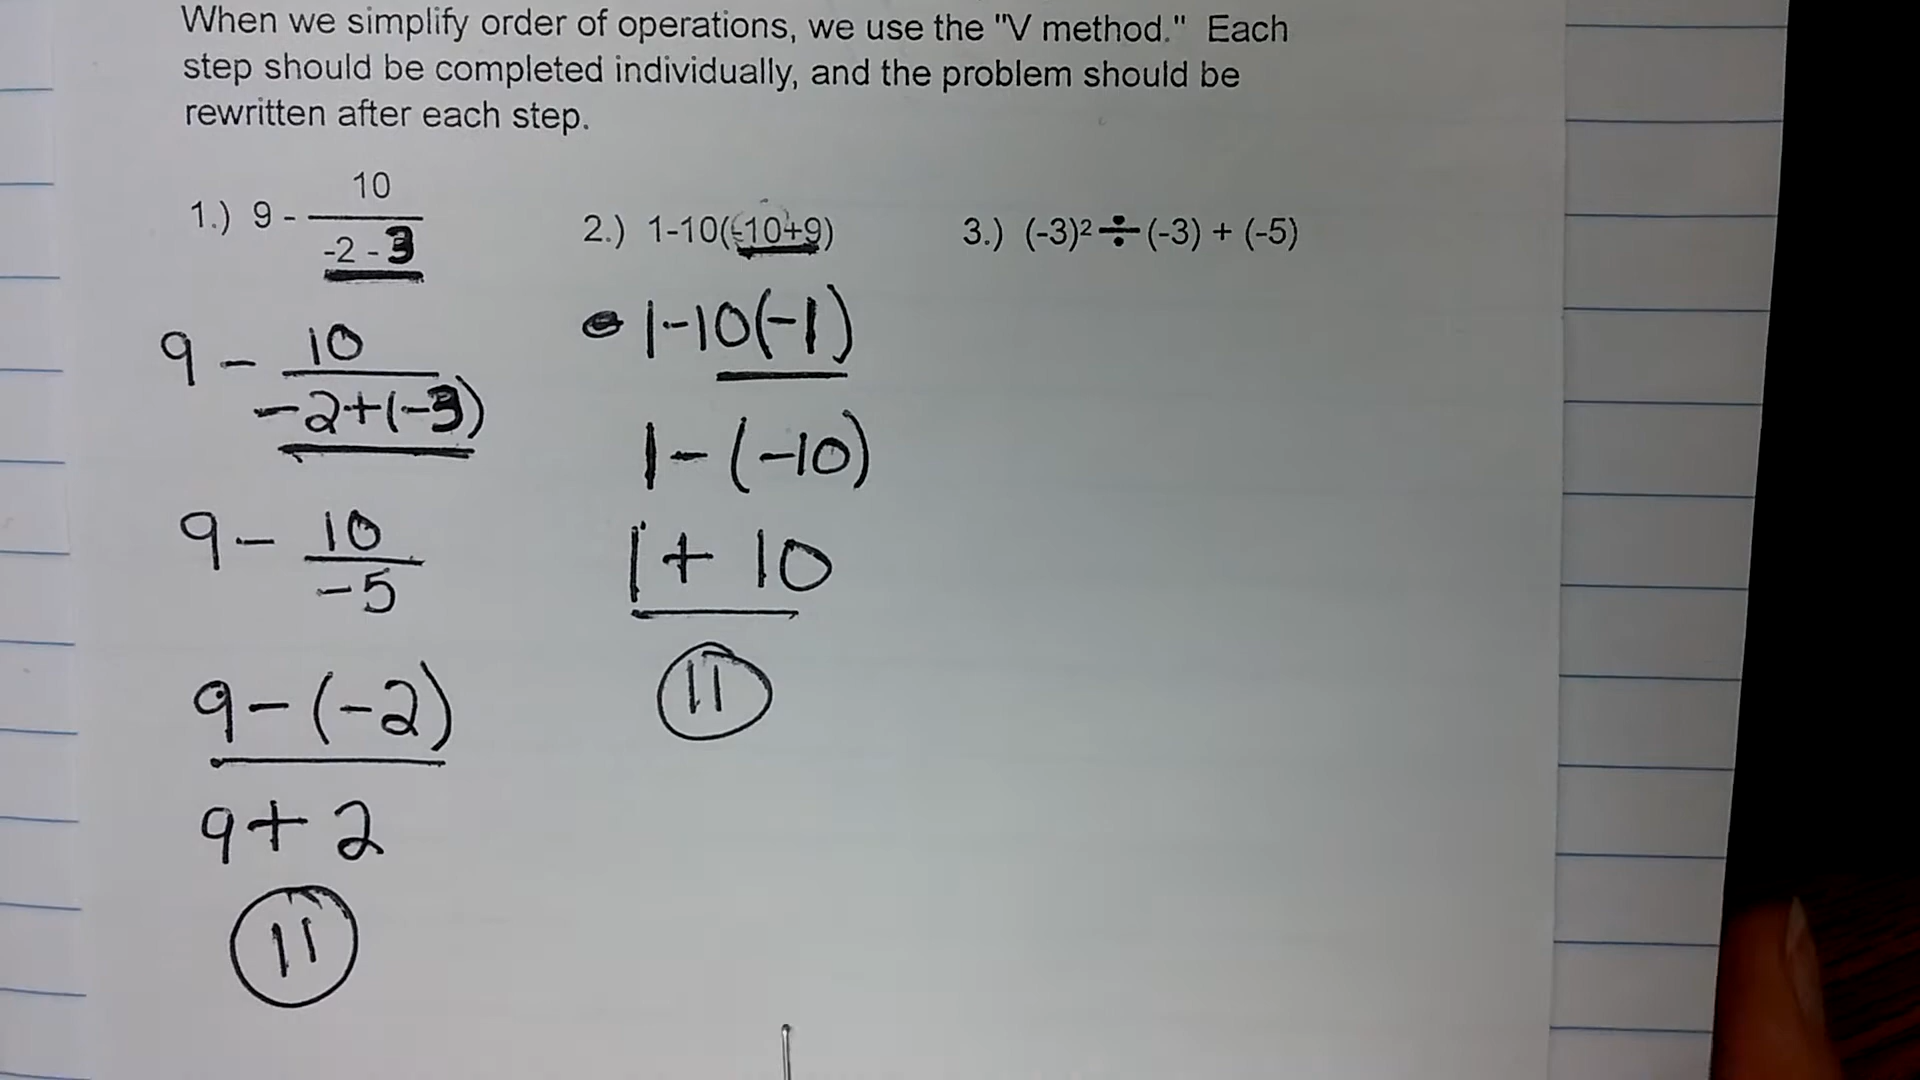 When we simplify order of operations, we use the "V method." Each
step should be completed individually, and the problem should be
rewritten after each step.
1.) 9 - 10 / -2 - 3
9 - 10 / -2+(-3)
9 - 10 / -5
9 - (-2)
9 + 2
11
2.) 1-10(-10+9)
1-10(-1)
1-(-10)
1 + 10
11
3.) (-3)² ÷ (-3) + (-5)